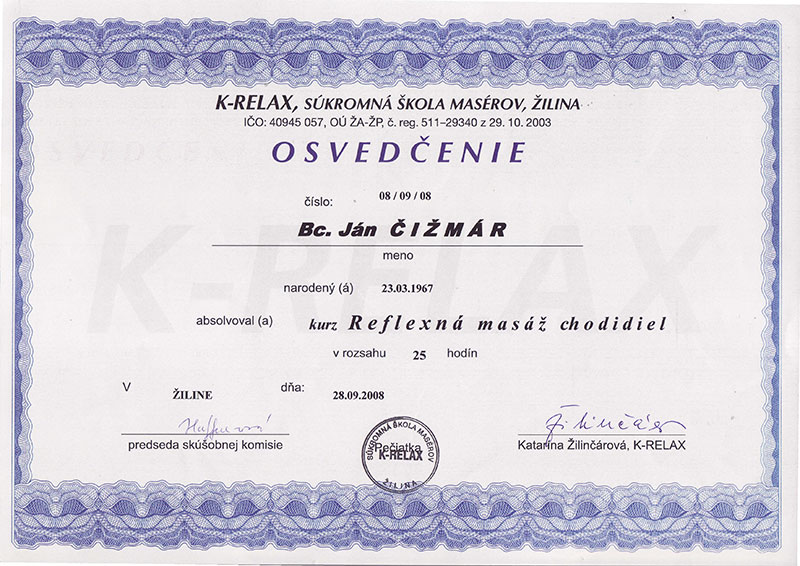 K-RELAX, SÚKROMNÁ ŠKOLA MASÉROV, ŽILINA
IČO: 40945 057, OÚ ŽA-ŽP, č. reg. 511–29340 z 29. 10. 2003
OSVEDČENIE
číslo: 08 / 09 / 08
Bc. Ján ČIŽMÁR
meno
narodený (á) 23.03.1967
absolvoval (a) kurz Reflexná masáž chodidiel
v rozsahu 25 hodín
V ŽILINE dňa: 28.09.2008
predseda skúšobnej komisie
Pečiatka
SÚKROMNÁ ŠKOLA MASÉROV
K-RELAX
ŽILINA
Žilinčár
Katarína Žilinčárová, K-RELAX
K-RELAX